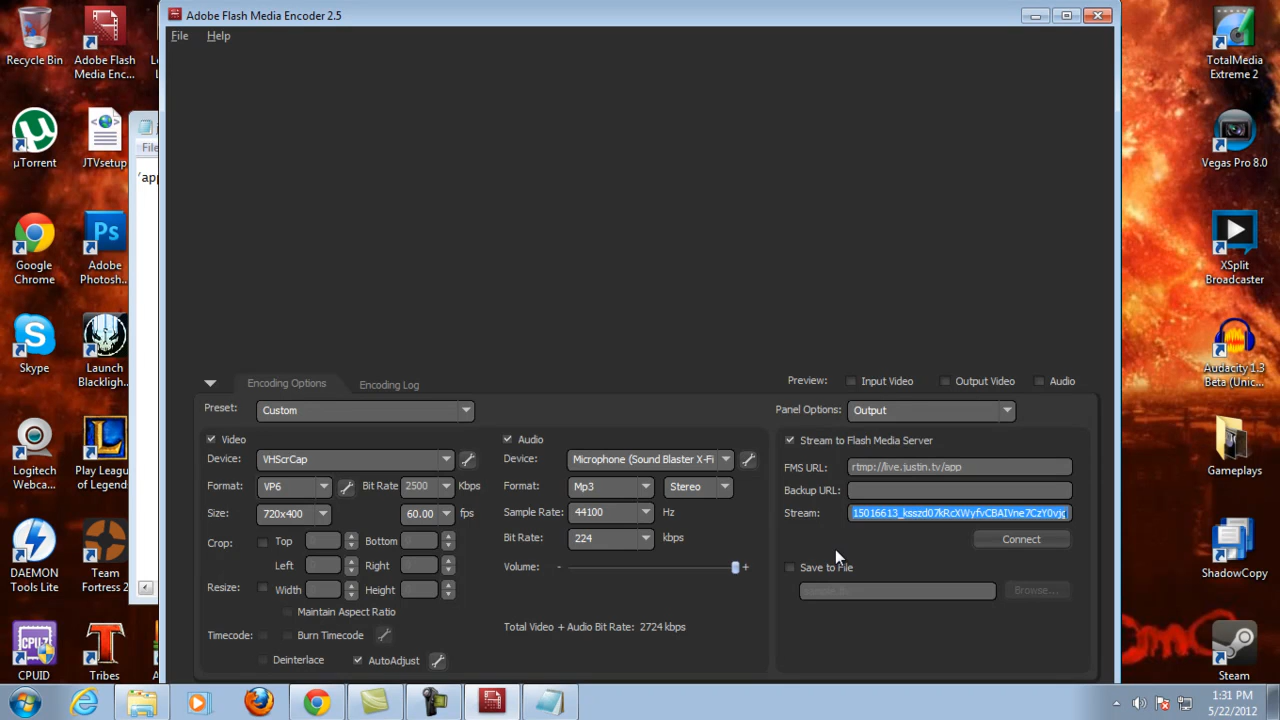 Adobe Flash Media Encoder 2.5
File Help
Recycle Bin
Adobe Flash
Media Enc...
µTorrent
JTVsetup
File
Google
Chrome
Adobe
Photosh...
Skype
Launch
Blackligh...
Logitech
Webca...
Play League
of Legends
DAEMON
Tools Lite
Team
Fortress 2
CPU-Z
CPUID
Tribes
Encoding Options
Encoding Log
Preview:
Input Video
Output Video
Audio
Preset:
Custom
Panel Options:
Output
Video
Device:
VHScrCap
Format:
VP6
Bit Rate
2500
Kbps
Size:
720x400
60.00
fps
Crop:
Top
Bottom
Left
Right
Resize:
Width
Height
Maintain Aspect Ratio
Timecode:
Burn Timecode
Deinterlace
AutoAdjust
Audio
Device:
Microphone (Sound Blaster X-Fi
Format:
Mp3
Stereo
Sample Rate:
44100
Hz
Bit Rate:
224
kbps
Volume:
-
+
Total Video + Audio Bit Rate: 2724 kbps
Stream to Flash Media Server
FMS URL:
rtmp://live.justin.tv/app
Backup URL:
Stream:
Connect
Save to File
Browse...
TotalMedia
Extreme 2
Vegas Pro 8.0
XSplit
Broadcaster
Audacity 1.3
Beta (Unic...
Gameplays
ShadowCopy
Steam
1:31 PM
5/22/2012